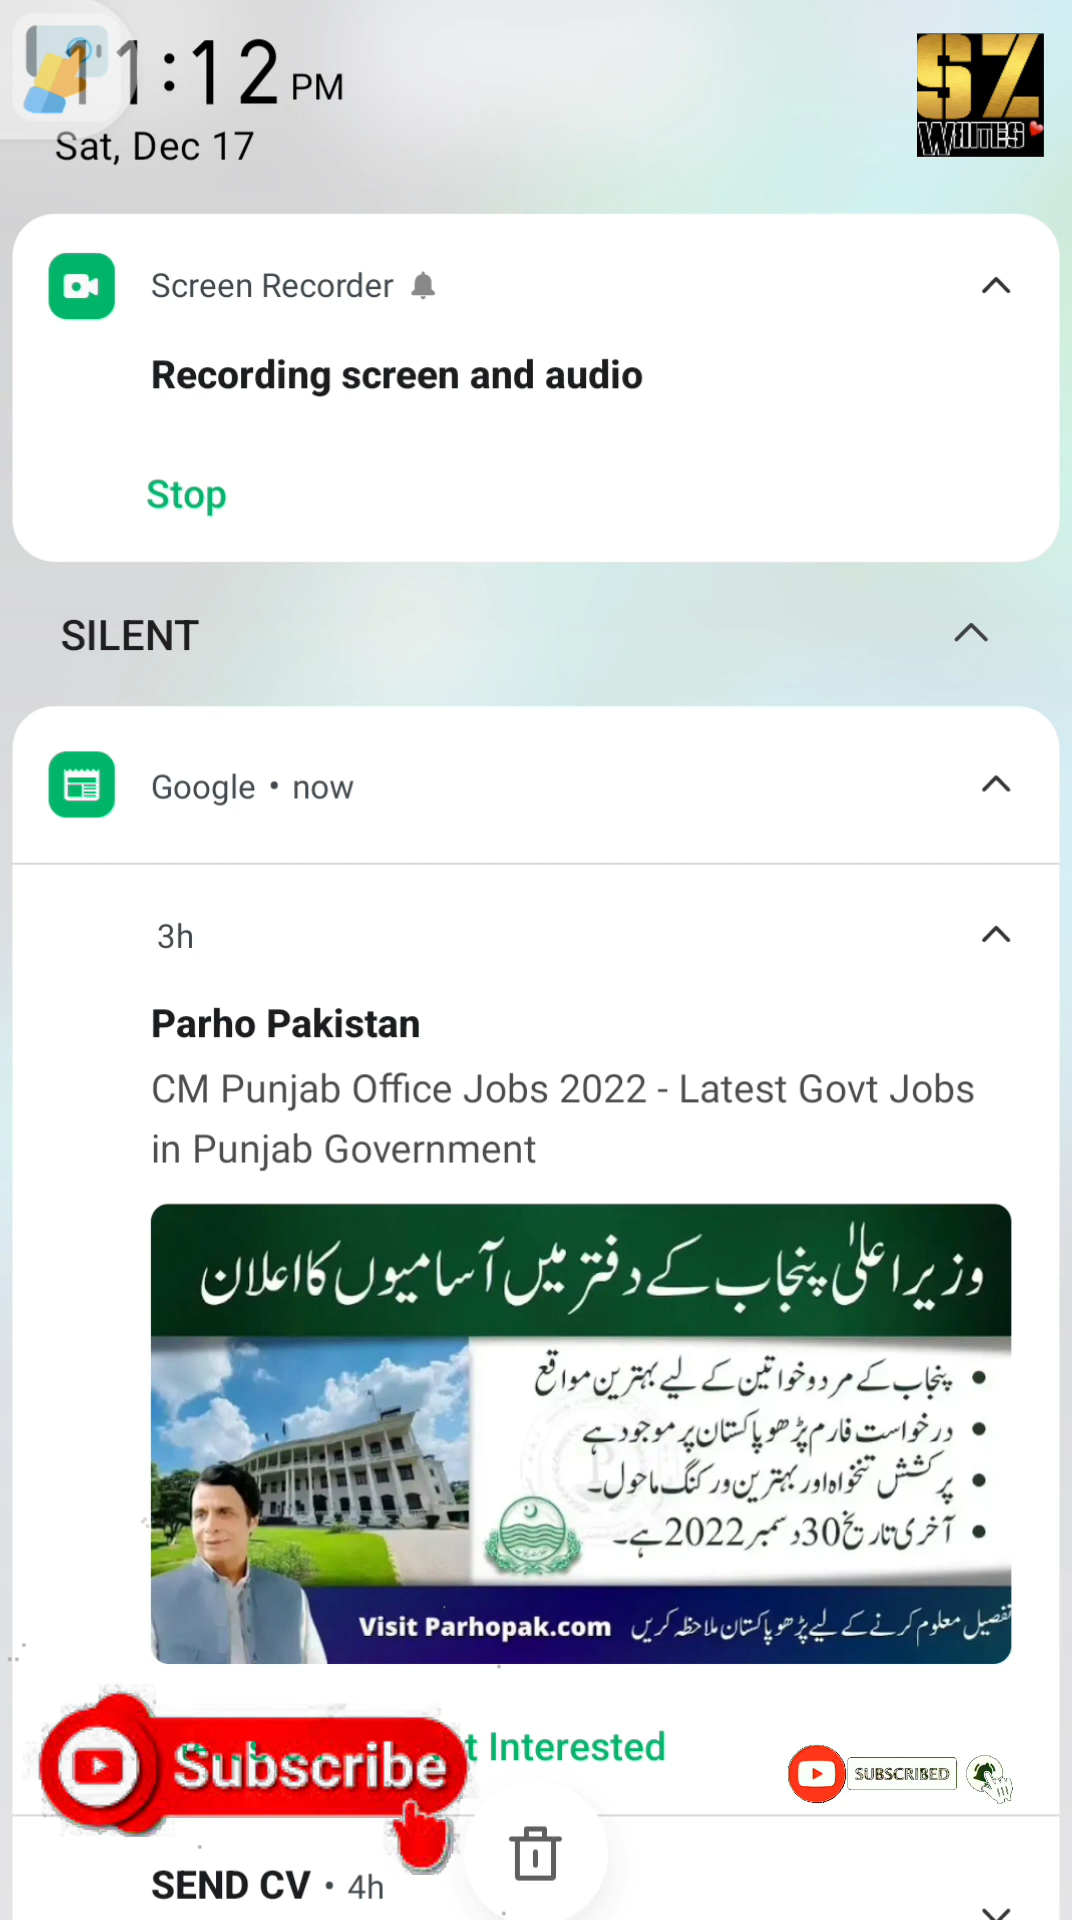 11:12 PM
Sat, Dec 17
SZ
WRITES
Screen Recorder
Recording screen and audio
Stop
SILENT
Google • now
3h
Parho Pakistan
CM Punjab Office Jobs 2022 - Latest Govt Jobs
in Punjab Government
وزیراعلیٰ پنجاب کے دفتر میں آسامیوں کا اعلان
• پنجاب کے مرد و خواتین کے لیے بہترین مواقع
• درخواست فارم پڑھو پاکستان پر موجود ہے
• پرکشش تنخواہ اور بہترین ورکنگ ماحول۔
• آخری تاریخ 30 دسمبر 2022 ہے۔
Visit Parhopak.com تفصیل معلوم کرنے کے لیے پڑھو پاکستان ملاحظہ کریں
Subscribe
t Interested
SUBSCRIBED
SEND CV • 4h